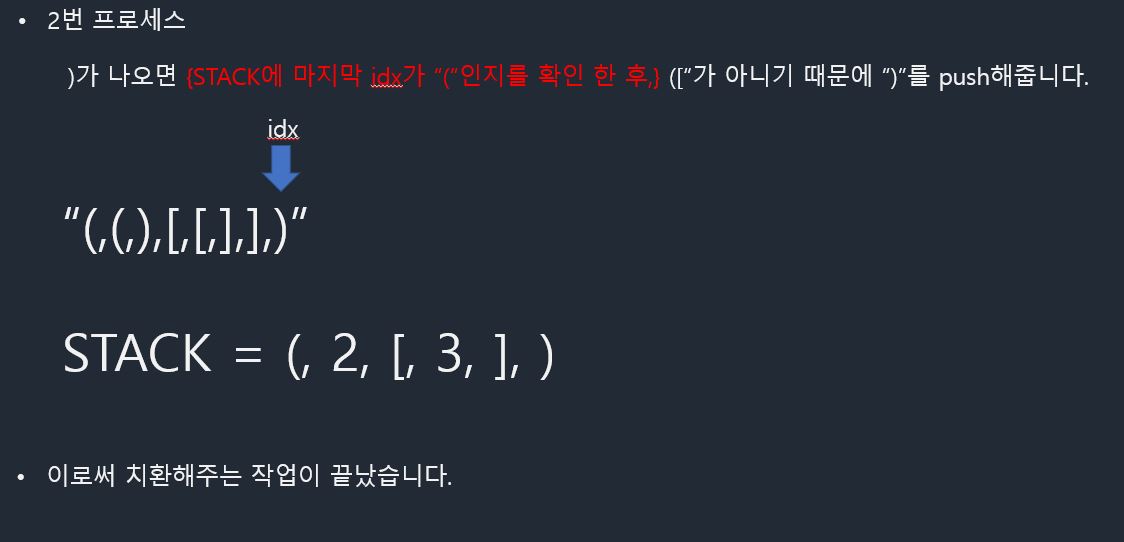 • 2번 프로세스
)가 나오면 {STACK에 마지막 idx가 “(“인지를 확인 한 후,} ([“가 아니기 때문에 “)”를 push해줍니다.
idx
“(,(,),[,[,],],)”
STACK = (, 2, [, 3, ], )
• 이로써 치환해주는 작업이 끝났습니다.